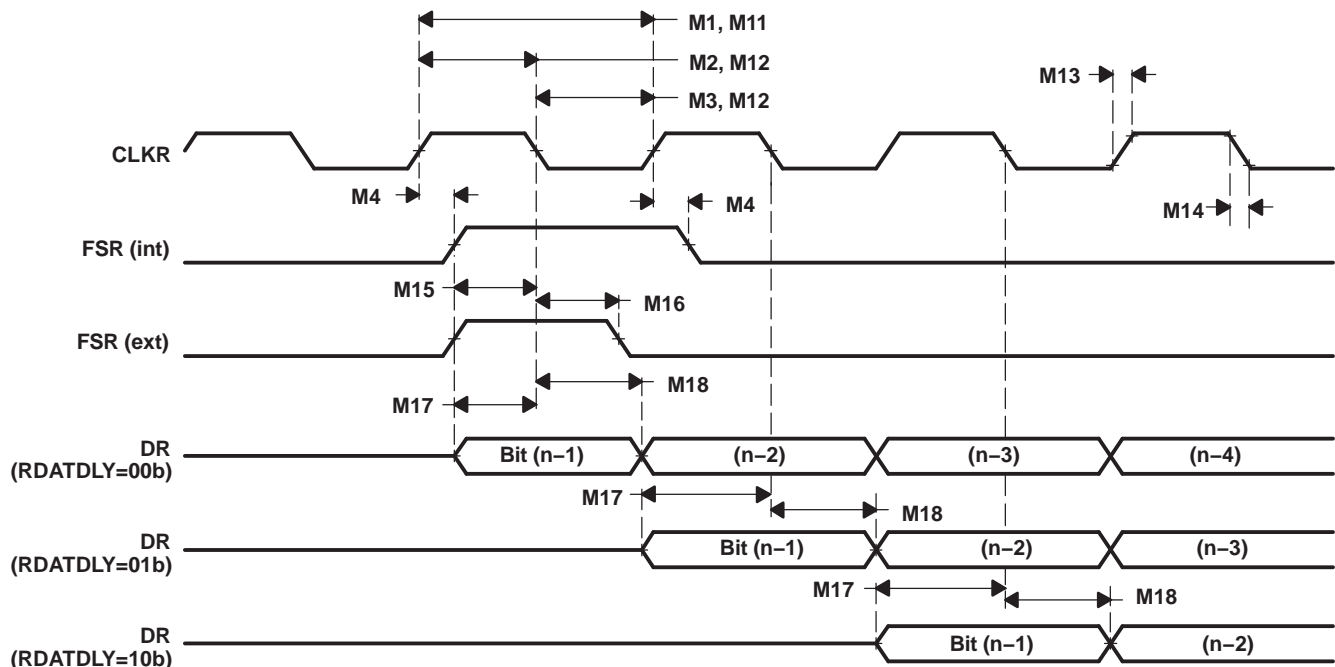 M1, M11
M2, M12
M3, M12
M13
CLKR
M4
M4
M14
FSR (int)
M15
M16
FSR (ext)
M18
M17
DR
(RDATDLY=00b)
Bit (n−1)
(n−2)
(n−3)
(n−4)
M17
M18
DR
(RDATDLY=01b)
Bit (n−1)
(n−2)
(n−3)
M17
M18
DR
(RDATDLY=10b)
Bit (n−1)
(n−2)